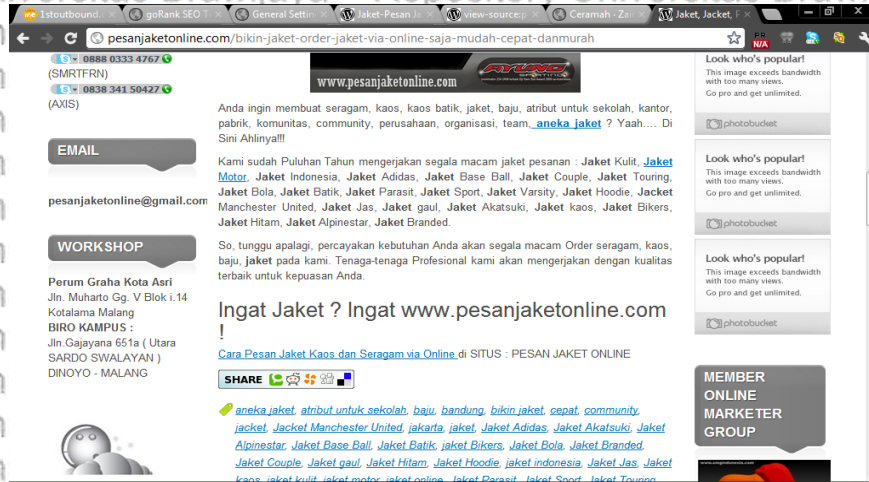 1stoutbound.
goRank SEO T
General Settin
Jaket-Pesan Ja
view-source:p
Ceramah - Zai
Jaket, Jacket, F
pesanjaketonline.com/bikin-jaket-order-jaket-via-online-saja-mudah-cepat-danmurah
PR
N/A
0888 0333 4767
(SMRTFRN)
0838 341 50427
(AXIS)
EMAIL
pesanjaketonline@gmail.com
WORKSHOP
Perum Graha Kota Asri
Jln. Muharto Gg. V Blok i.14
Kotalama Malang
BIRO KAMPUS :
Jln.Gajayana 651a ( Utara
SARDO SWALAYAN )
DINOYO - MALANG
www.pesanjaketonline.com
Anda ingin membuat seragam, kaos, kaos batik, jaket, baju, atribut untuk sekolah, kantor,
pabrik, komunitas, community, perusahaan, organisasi, team, aneka jaket ? Yaah.... Di
Sini Ahlinya!!!
Kami sudah Puluhan Tahun mengerjakan segala macam jaket pesanan : Jaket Kulit, Jaket
Motor, Jaket Indonesia, Jaket Adidas, Jaket Base Ball, Jaket Couple, Jaket Touring,
Jaket Bola, Jaket Batik, Jaket Parasit, Jaket Sport, Jaket Varsity, Jaket Hoodie, Jacket
Manchester United, Jaket Jas, Jaket gaul, Jaket Akatsuki, Jaket kaos, Jaket Bikers,
Jaket Hitam, Jaket Alpinestar, Jaket Branded.
So, tunggu apalagi, percayakan kebutuhan Anda akan segala macam Order seragam, kaos,
baju, jaket pada kami. Tenaga-tenaga Profesional kami akan mengerjakan dengan kualitas
terbaik untuk kepuasan Anda.
Ingat Jaket ? Ingat www.pesanjaketonline.com
!
Cara Pesan Jaket Kaos dan Seragam via Online di SITUS : PESAN JAKET ONLINE
SHARE
aneka jaket, atribut untuk sekolah, baju, bandung, bikin jaket, cepat, community,
jacket, Jacket Manchester United, jakarta, jaket, Jaket Adidas, Jaket Akatsuki, Jaket
Alpinestar, Jaket Base Ball, Jaket Batik, jaket Bikers, Jaket Bola, Jaket Branded,
Jaket Couple, Jaket gaul, Jaket Hitam, Jaket Hoodie, jaket indonesia, Jaket Jas, Jaket
kaos, jaket kulit, jaket motor, jaket online, Jaket Parasit, Jaket Sport, Jaket Touring,
Look who's popular!
This image exceeds bandwidth
with too many views.
Go pro and get unlimited.
photobucket
Look who's popular!
This image exceeds bandwidth
with too many views.
Go pro and get unlimited.
photobucket
Look who's popular!
This image exceeds bandwidth
with too many views.
Go pro and get unlimited.
photobucket
MEMBER
ONLINE
MARKETER
GROUP